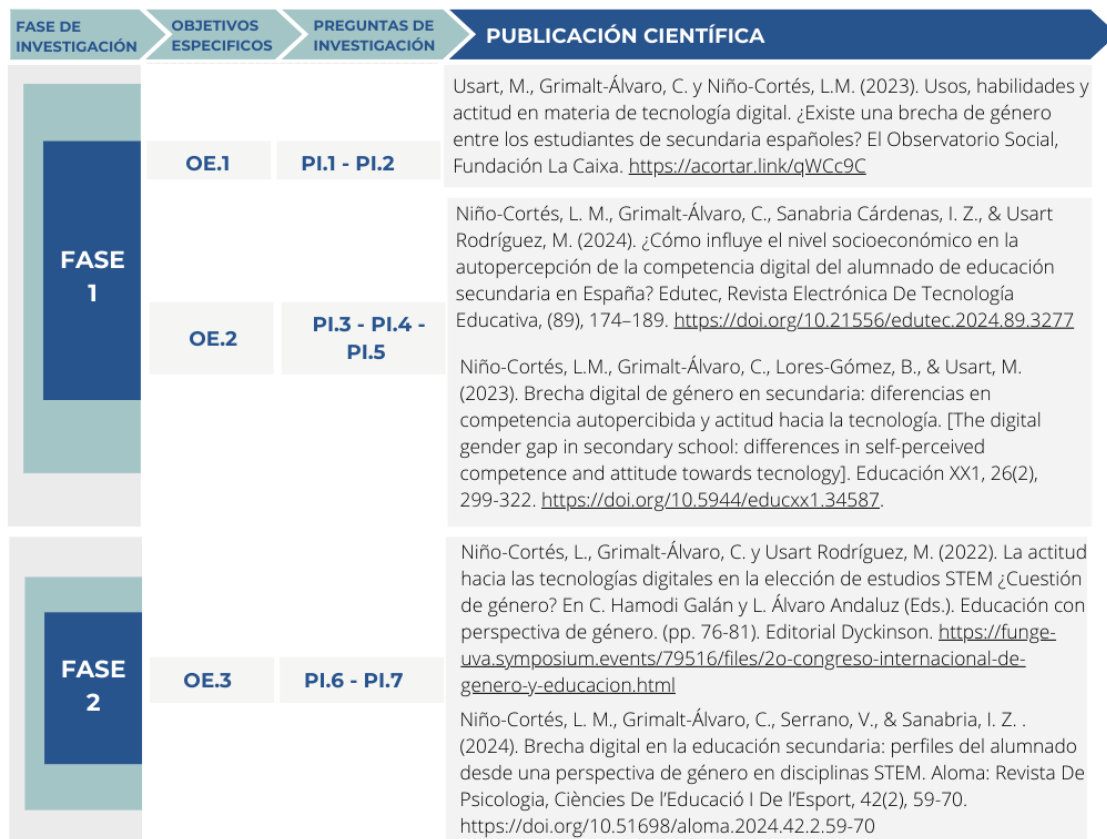 FASE DE
INVESTIGACIÓN
OBJETIVOS
ESPECIFICOS
PREGUNTAS DE
INVESTIGACIÓN
PUBLICACIÓN CIENTÍFICA
FASE
1
OE.1
PI.1 - PI.2
Usart, M., Grimalt-Álvaro, C. y Niño-Cortés, L.M. (2023). Usos, habilidades y
actitud en materia de tecnología digital. ¿Existe una brecha de género
entre los estudiantes de secundaria españoles? El Observatorio Social,
Fundación La Caixa. https://acortar.link/qWCc9C
OE.2
PI.3 - PI.4 -
PI.5
Niño-Cortés, L. M., Grimalt-Álvaro, C., Sanabria Cárdenas, I. Z., & Usart
Rodríguez, M. (2024). ¿Cómo influye el nivel socioeconómico en la
autopercepción de la competencia digital del alumnado de educación
secundaria en España? Edutec, Revista Electrónica De Tecnología
Educativa, (89), 174–189. https://doi.org/10.21556/edutec.2024.89.3277
Niño-Cortés, L.M., Grimalt-Álvaro, C., Lores-Gómez, B., & Usart, M.
(2023). Brecha digital de género en secundaria: diferencias en
competencia autopercibida y actitud hacia la tecnología. [The digital
gender gap in secondary school: differences in self-perceived
competence and attitude towards tecnology]. Educación XX1, 26(2),
299-322. https://doi.org/10.5944/educxx1.34587.
FASE
2
OE.3
PI.6 - PI.7
Niño-Cortés, L., Grimalt-Álvaro, C. y Usart Rodríguez, M. (2022). La actitud
hacia las tecnologías digitales en la elección de estudios STEM ¿Cuestión
de género? En C. Hamodi Galán y L. Álvaro Andaluz (Eds.). Educación con
perspectiva de género. (pp. 76-81). Editorial Dyckinson. https://funge-
uva.symposium.events/79516/files/2o-congreso-internacional-de-
genero-y-educacion.html
Niño-Cortés, L. M., Grimalt-Álvaro, C., Serrano, V., & Sanabria, I. Z. .
(2024). Brecha digital en la educación secundaria: perfiles del alumnado
desde una perspectiva de género en disciplinas STEM. Aloma: Revista De
Psicologia, Ciències De l’Educació I De l’Esport, 42(2), 59-70.
https://doi.org/10.51698/aloma.2024.42.2.59-70